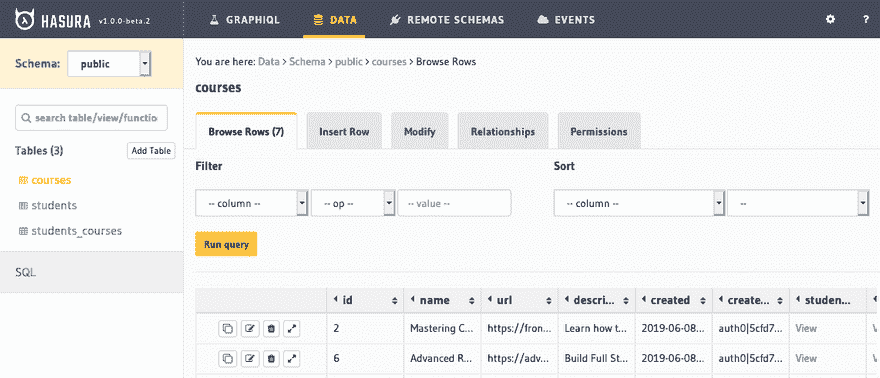 HASURA v1.0.0-beta.2 GRAPHIQL DATA REMOTE SCHEMAS EVENTS ?
Schema: public
You are here: Data > Schema > public > courses > Browse Rows
courses
search table/view/functio
Browse Rows (7) Insert Row Modify Relationships Permissions
Tables (3) Add Table
Filter Sort
courses
-- column -- -- op -- -- value -- -- column -- --
students
students_courses
Run query
SQL
id name url descri... created create... studen...
2 Mastering C... https://fron... Learn how t... 2019-06-08... auth0|5cfd7... View
6 Advanced R... https://adv... Build Full St... 2019-06-08... auth0|5cfd7... View